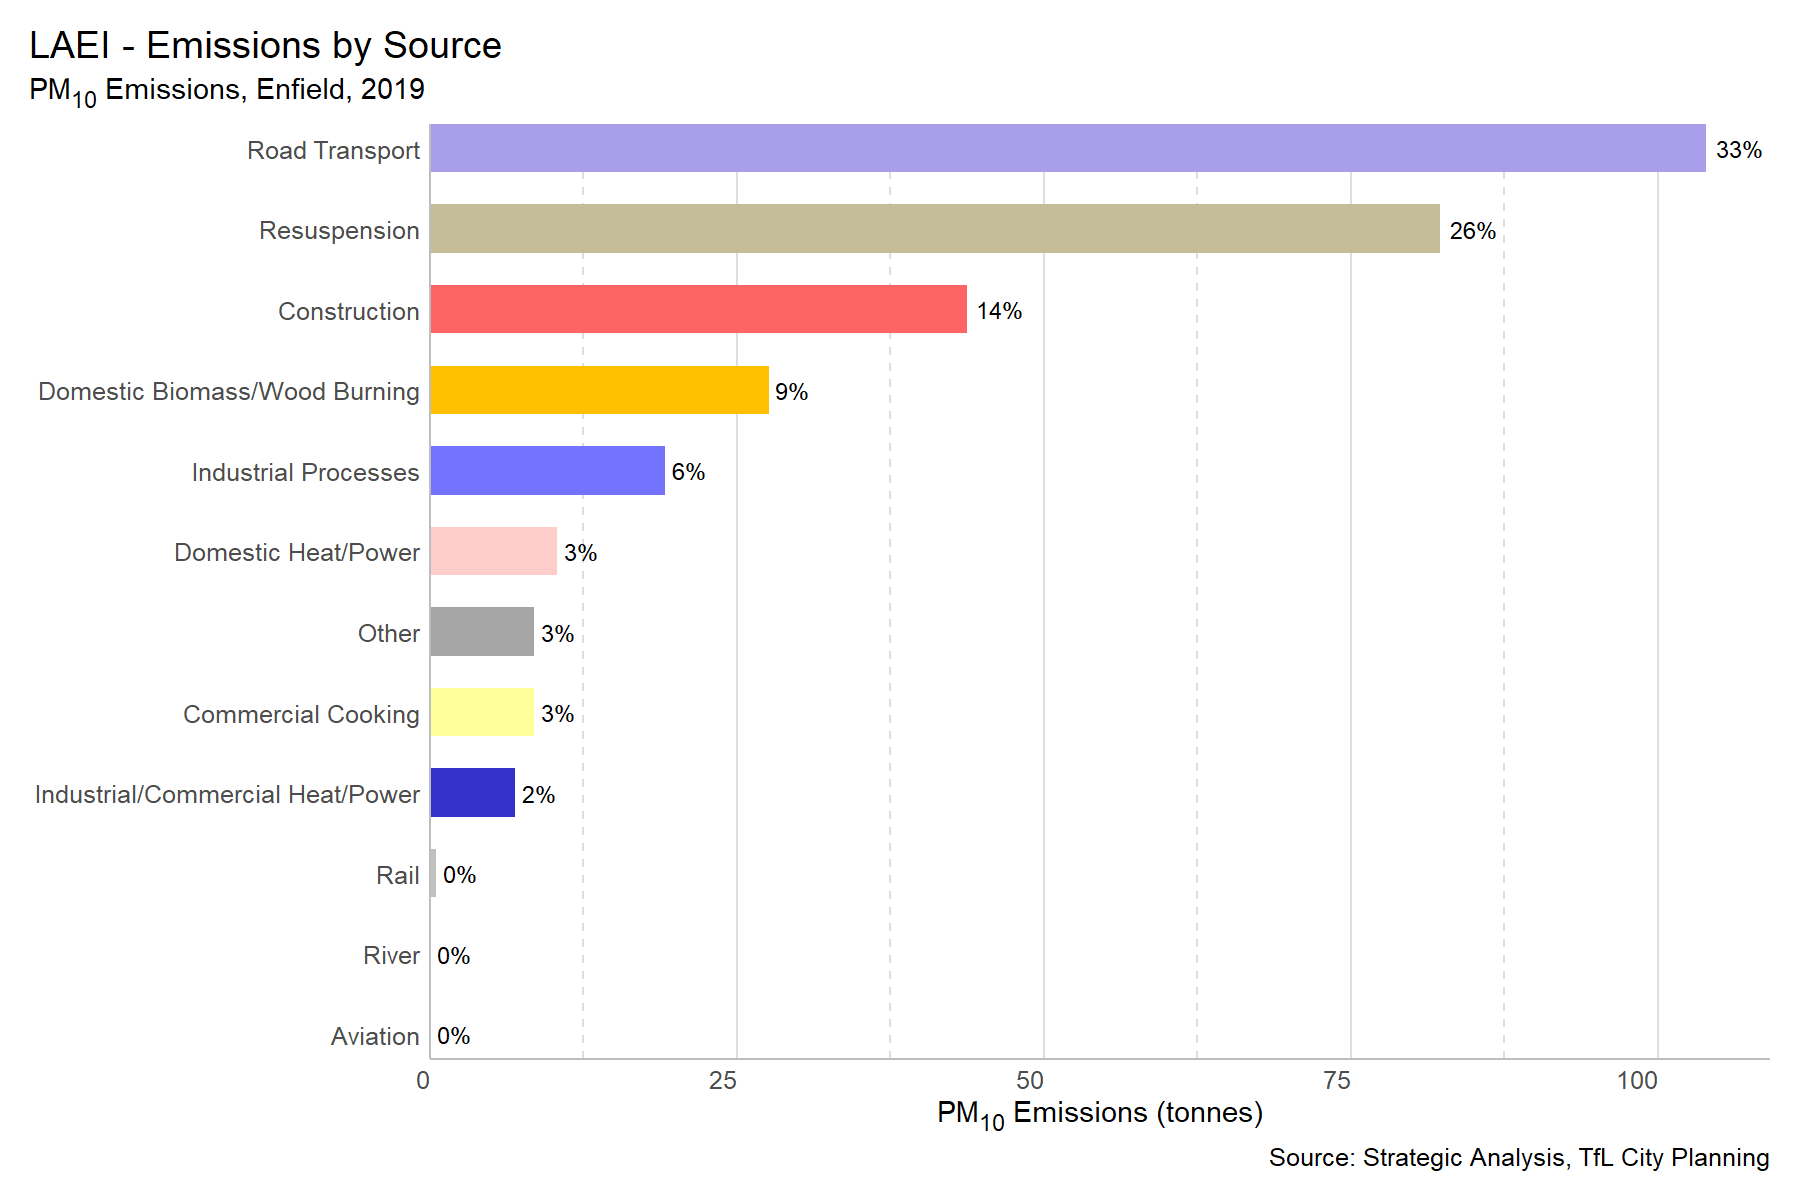 LAEI - Emissions by Source
PM10 Emissions, Enfield, 2019
Road Transport 33%
Resuspension 26%
Construction 14%
Domestic Biomass/Wood Burning 9%
Industrial Processes 6%
Domestic Heat/Power 3%
Other 3%
Commercial Cooking 3%
Industrial/Commercial Heat/Power 2%
Rail 0%
River 0%
Aviation 0%
0 25 50 75 100
PM10 Emissions (tonnes)
Source: Strategic Analysis, TfL City Planning